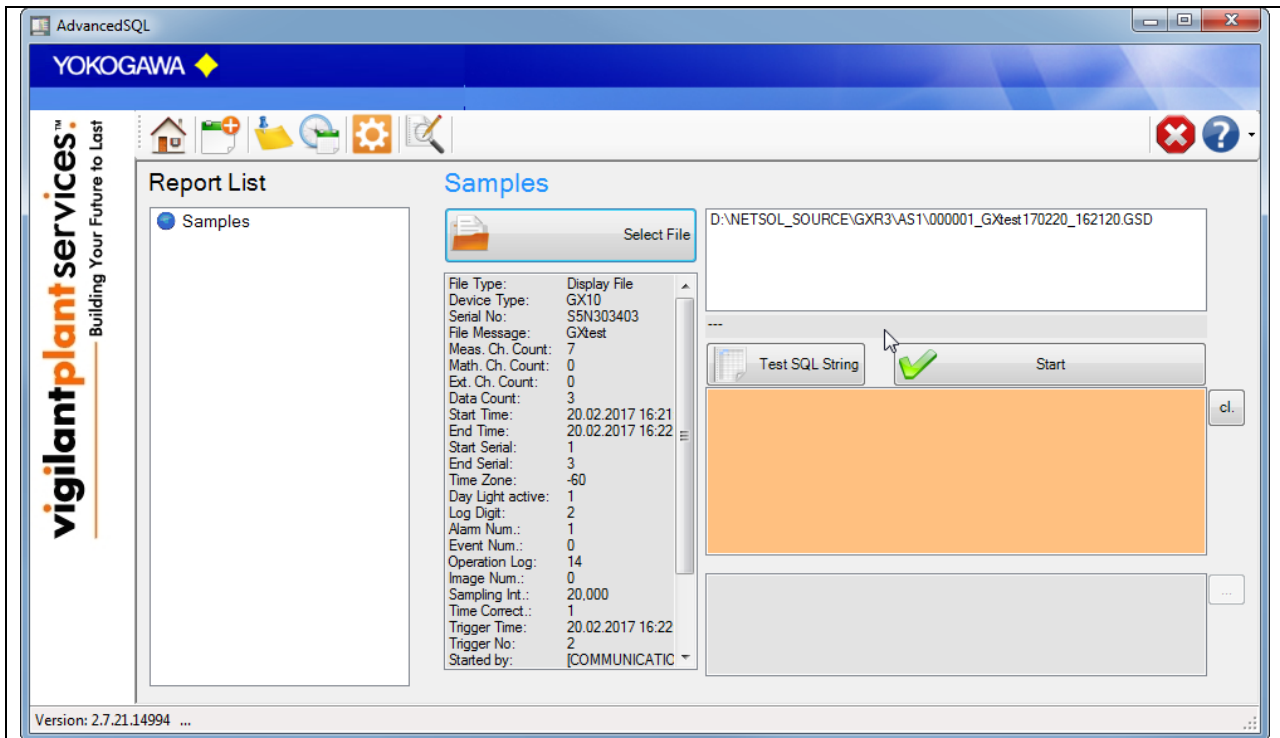 AdvancedSQL
YOKOGAWA
vigilantplantservices.™
Building Your Future to Last
Report List
Samples
Samples
Select File
D:\NETSOL_SOURCE\GXR3\AS1\000001_GXtest170220_162120.GSD
File Type: Display File
Device Type: GX10
Serial No: S5N303403
File Message: GXtest
Meas. Ch. Count: 7
Math. Ch. Count: 0
Ext. Ch. Count: 0
Data Count: 3
Start Time: 20.02.2017 16:21
End Time: 20.02.2017 16:22
Start Serial: 1
End Serial: 3
Time Zone: -60
Day Light active: 1
Log Digit: 2
Alarm Num.: 1
Event Num.: 0
Operation Log: 14
Image Num.: 0
Sampling Int.: 20,000
Time Correct.: 1
Trigger Time: 20.02.2017 16:22
Trigger No: 2
Started by: [COMMUNICATIC
---
Test SQL String
Start
cl.
...
Version: 2.7.21.14994 ...